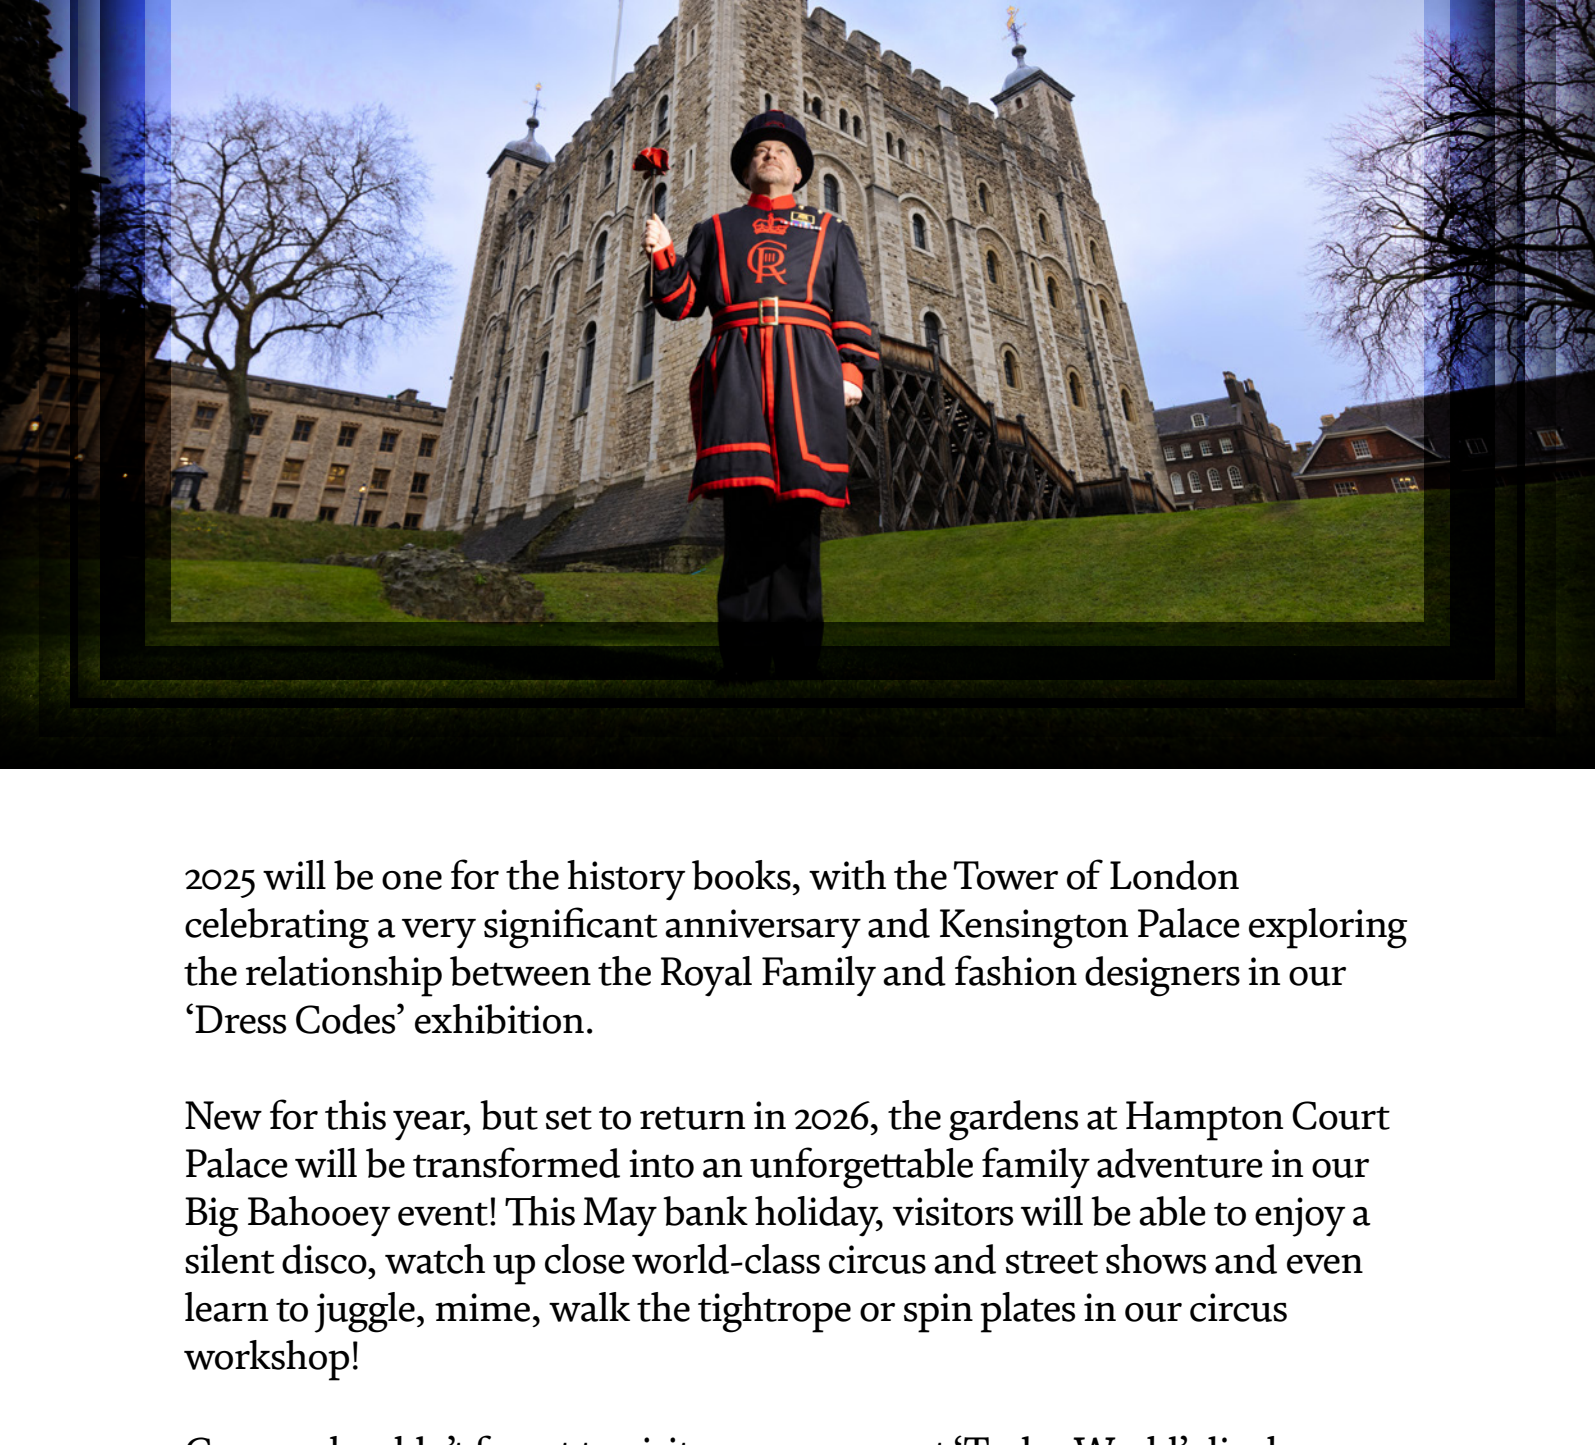 2025 will be one for the history books, with the Tower of London
celebrating a very significant anniversary and Kensington Palace exploring
the relationship between the Royal Family and fashion designers in our
‘Dress Codes’ exhibition.
New for this year, but set to return in 2026, the gardens at Hampton Court
Palace will be transformed into an unforgettable family adventure in our
Big Bahooey event! This May bank holiday, visitors will be able to enjoy a
silent disco, watch up close world-class circus and street shows and even
learn to juggle, mime, walk the tightrope or spin plates in our circus
workshop!